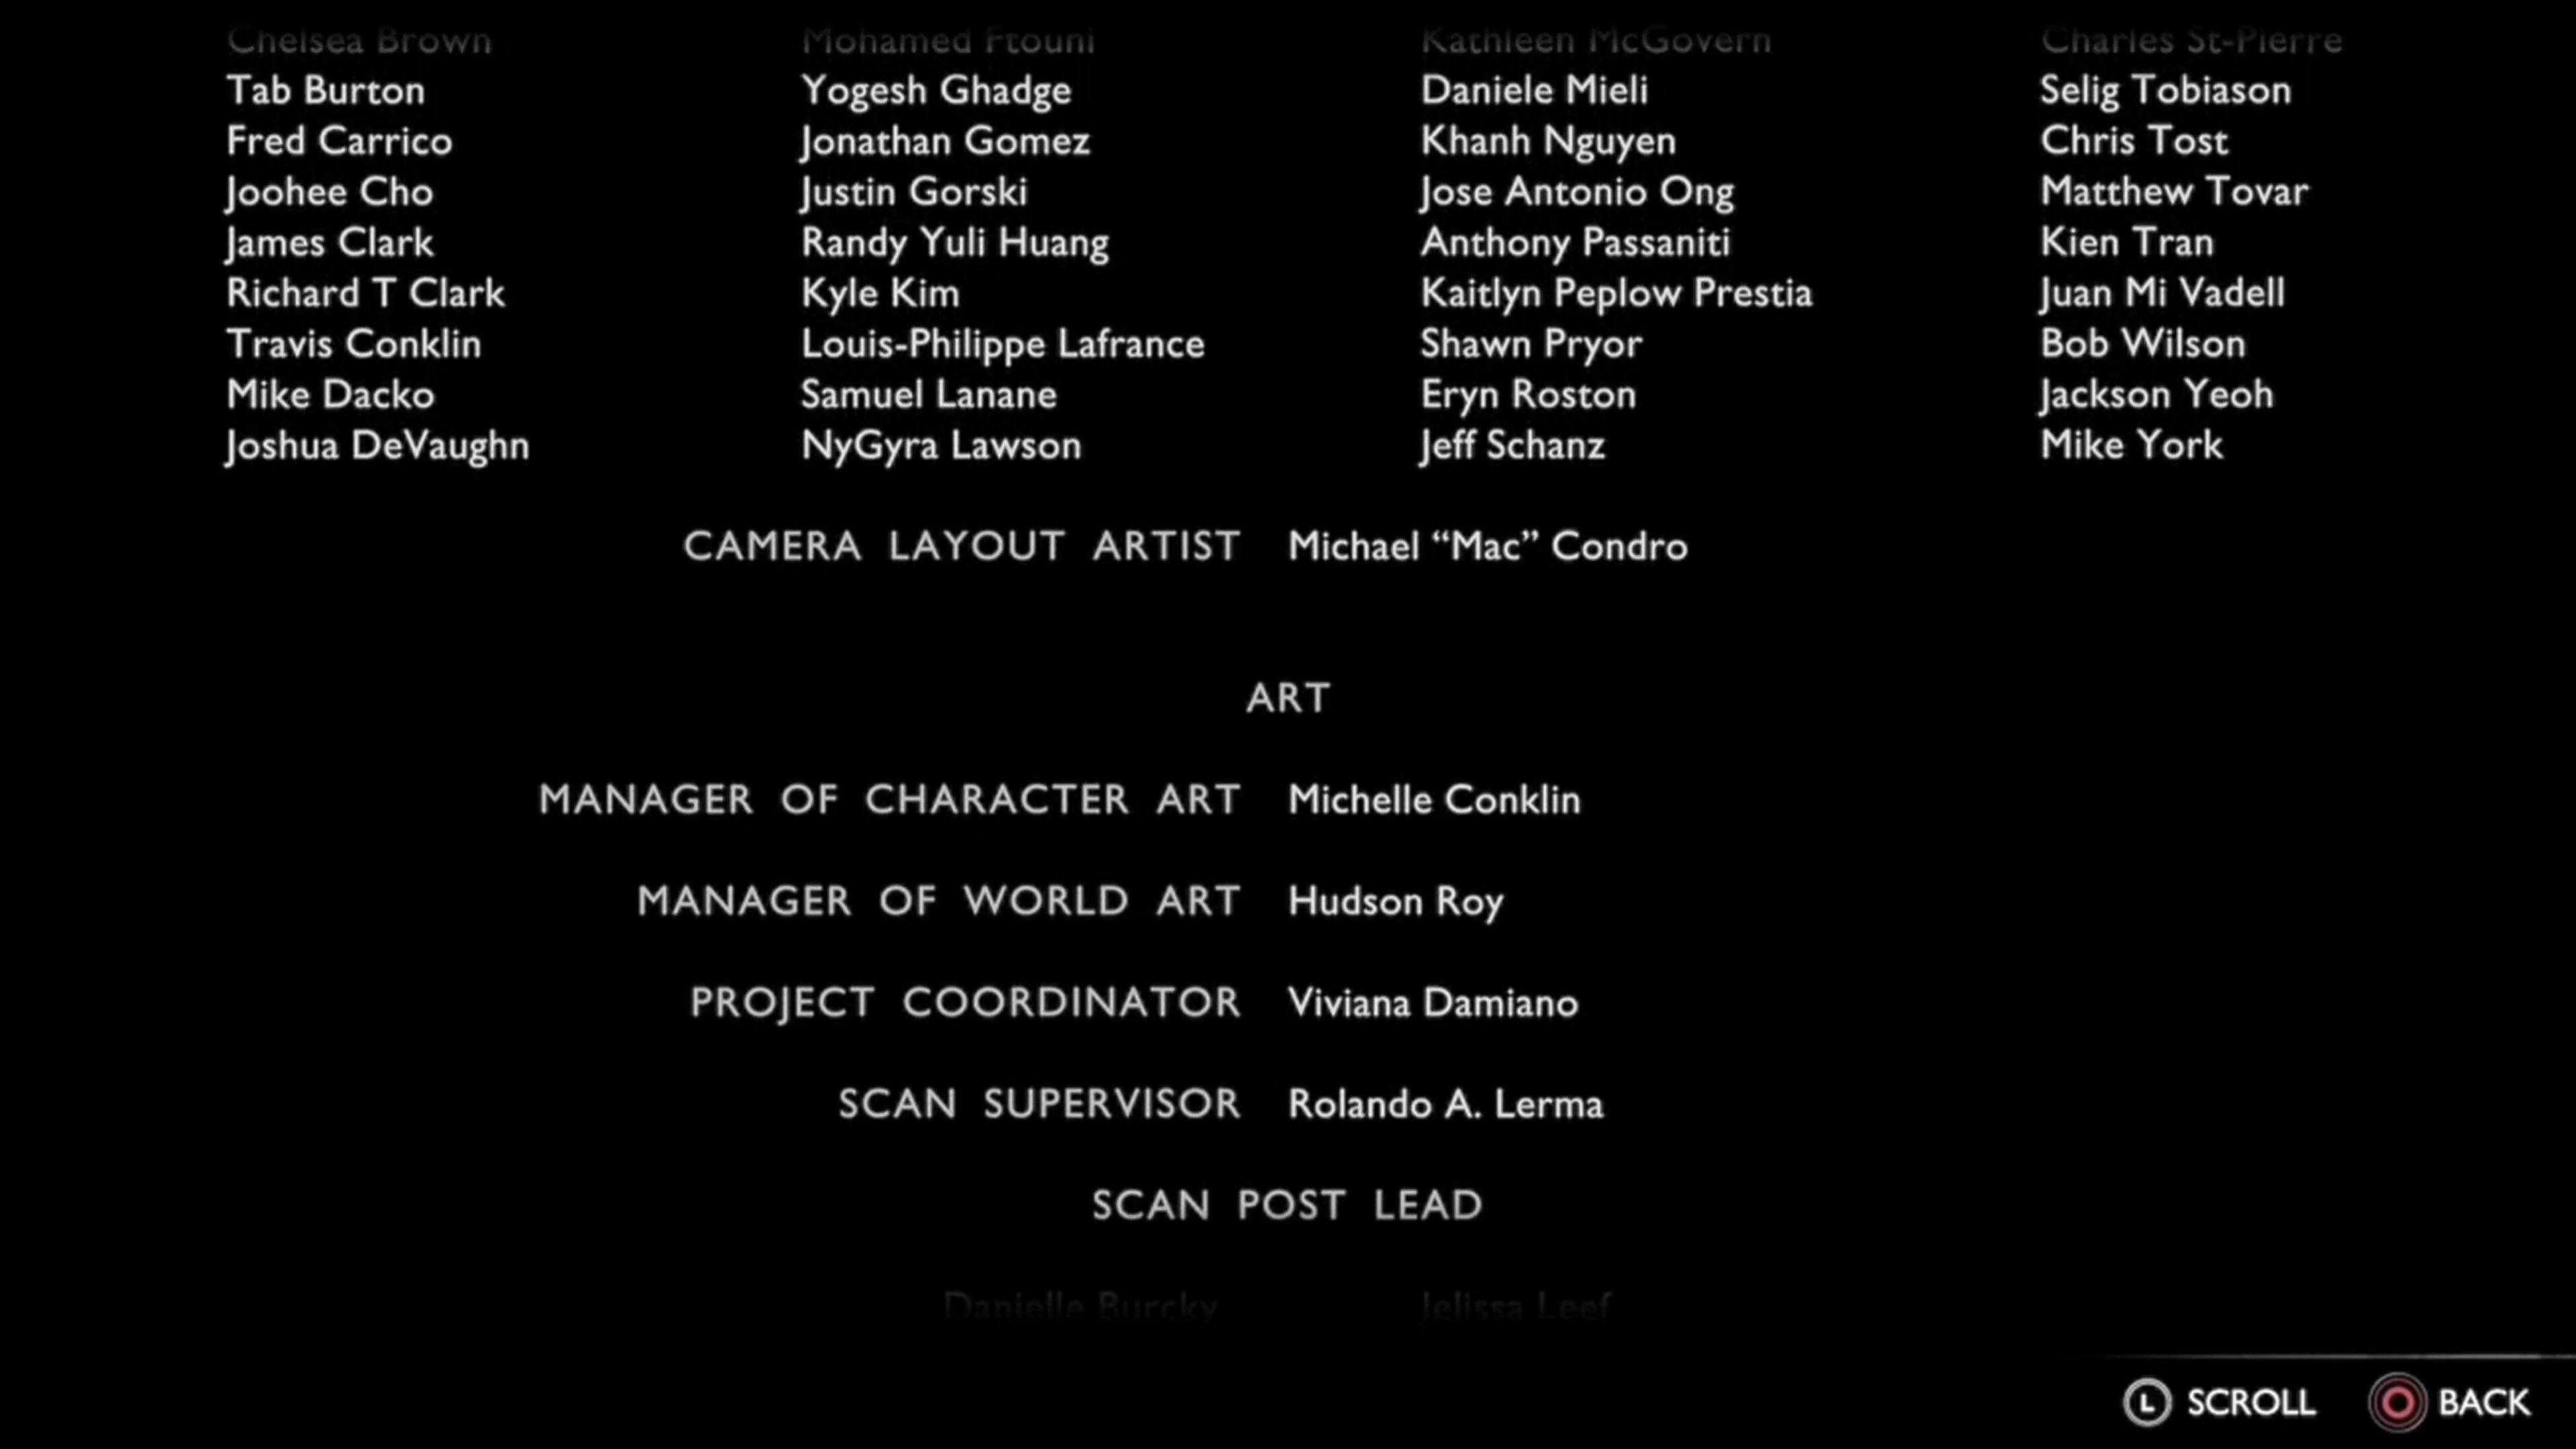 Chelsea Brown Mohamed Ftouni Kathleen McGovern Charles St-Pierre
Tab Burton Yogesh Ghadge Daniele Mieli Selig Tobiason
Fred Carrico Jonathan Gomez Khanh Nguyen Chris Tost
Joohee Cho Justin Gorski Jose Antonio Ong Matthew Tovar
James Clark Randy Yuli Huang Anthony Passaniti Kien Tran
Richard T Clark Kyle Kim Kaitlyn Peplow Prestia Juan Mi Vadell
Travis Conklin Louis-Philippe Lafrance Shawn Pryor Bob Wilson
Mike Dacko Samuel Lanane Eryn Roston Jackson Yeoh
Joshua DeVaughn NyGyra Lawson Jeff Schanz Mike York
CAMERA LAYOUT ARTIST Michael “Mac” Condro
ART
MANAGER OF CHARACTER ART Michelle Conklin
MANAGER OF WORLD ART Hudson Roy
PROJECT COORDINATOR Viviana Damiano
SCAN SUPERVISOR Rolando A. Lerma
SCAN POST LEAD
Danielle Burcky Jelissa Leef
L SCROLL BACK